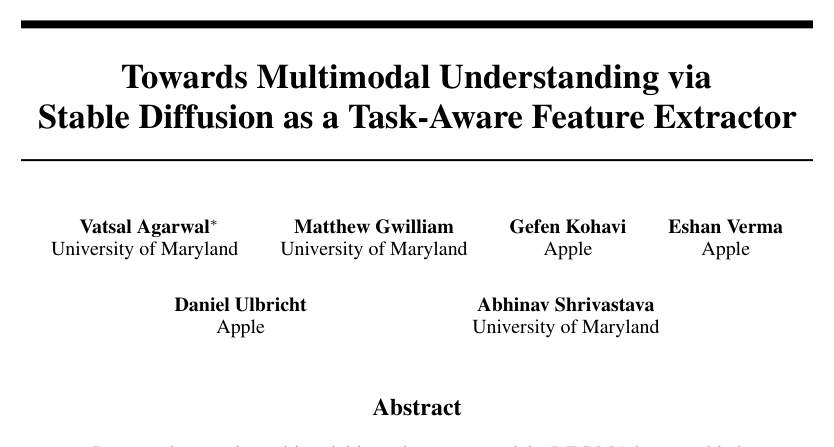 Towards Multimodal Understanding via
Stable Diffusion as a Task-Aware Feature Extractor
Vatsal Agarwal* Matthew Gwilliam Gefen Kohavi Eshan Verma
University of Maryland University of Maryland Apple Apple
Daniel Ulbricht Abhinav Shrivastava
Apple University of Maryland
Abstract